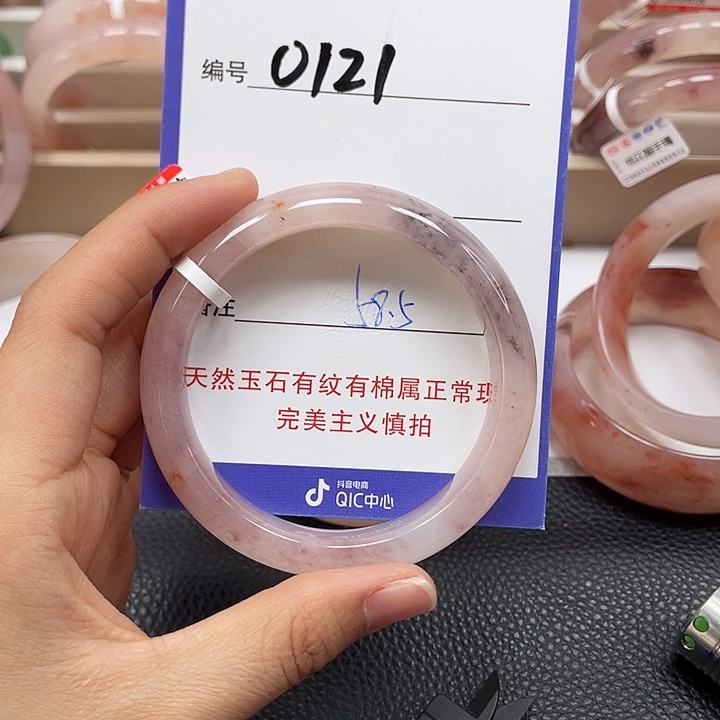 编号 0121
58.5
天然玉石有纹有棉属正常现
完美主义慎拍
抖音电商
QIC中心